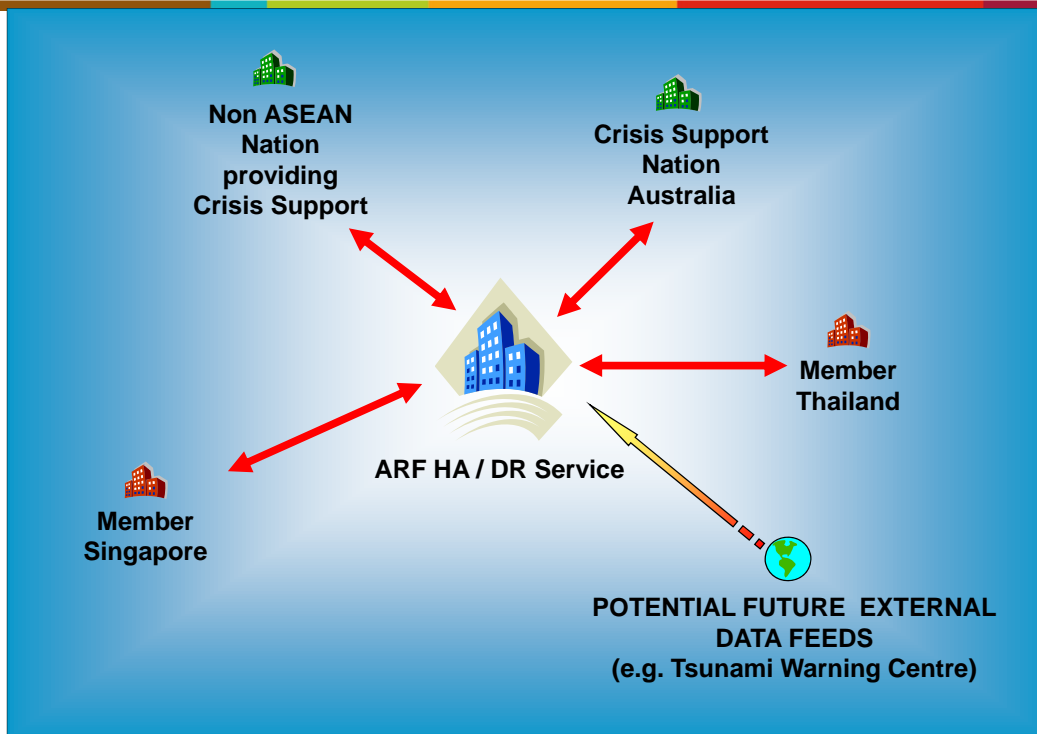 Non ASEAN
Nation
providing
Crisis Support
Crisis Support
Nation
Australia
Member
Thailand
ARF HA / DR Service
Member
Singapore
POTENTIAL FUTURE EXTERNAL
DATA FEEDS
(e.g. Tsunami Warning Centre)